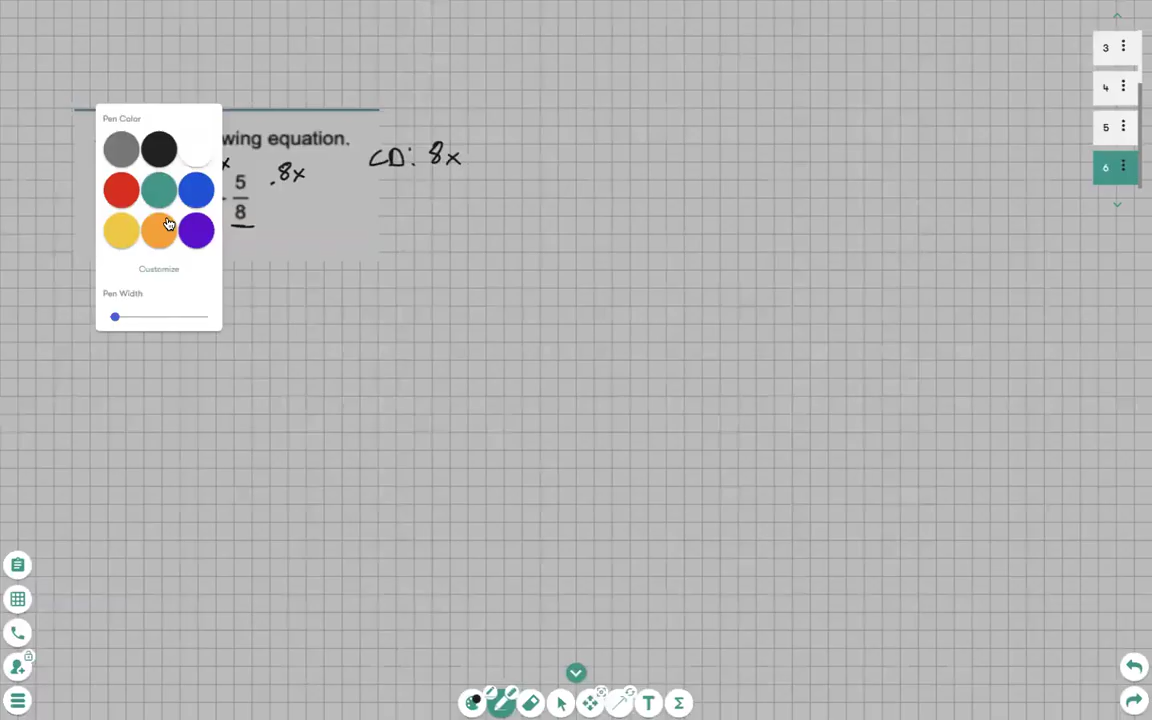 Pen Color
wing equation.
CD: 8x
x
5
8
.8x
Customize
Pen Width
3
4
5
6
T
Σ